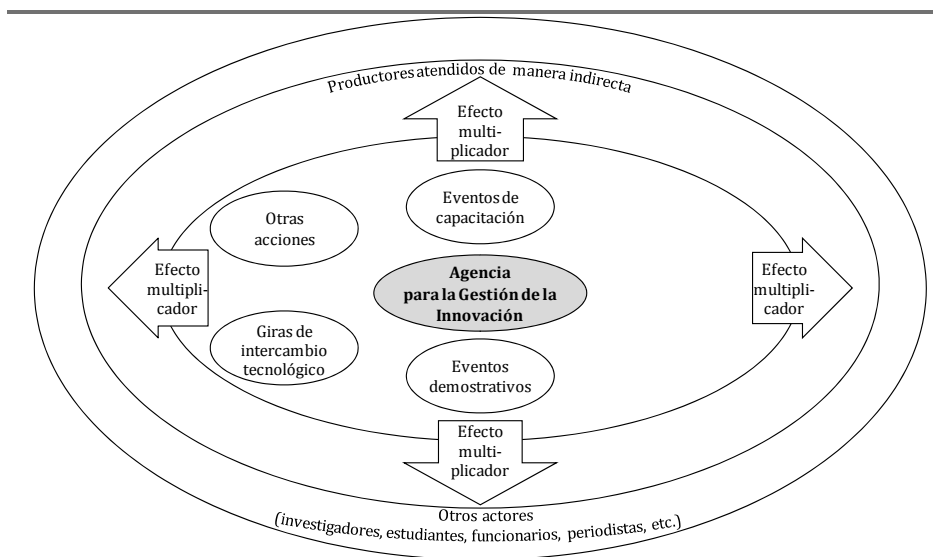 Productores atendidos de manera indirecta
Efecto
multi-
plicador
Eventos de
capacitación
Otras
acciones
Efecto
multipli-
cador
Agencia
para la Gestión de la
Innovación
Efecto
multipli-
cador
Giras de
intercambio
tecnológico
Eventos
demostrativos
Efecto
multi-
plicador
Otros actores
(investigadores, estudiantes, funcionarios, periodistas, etc.)